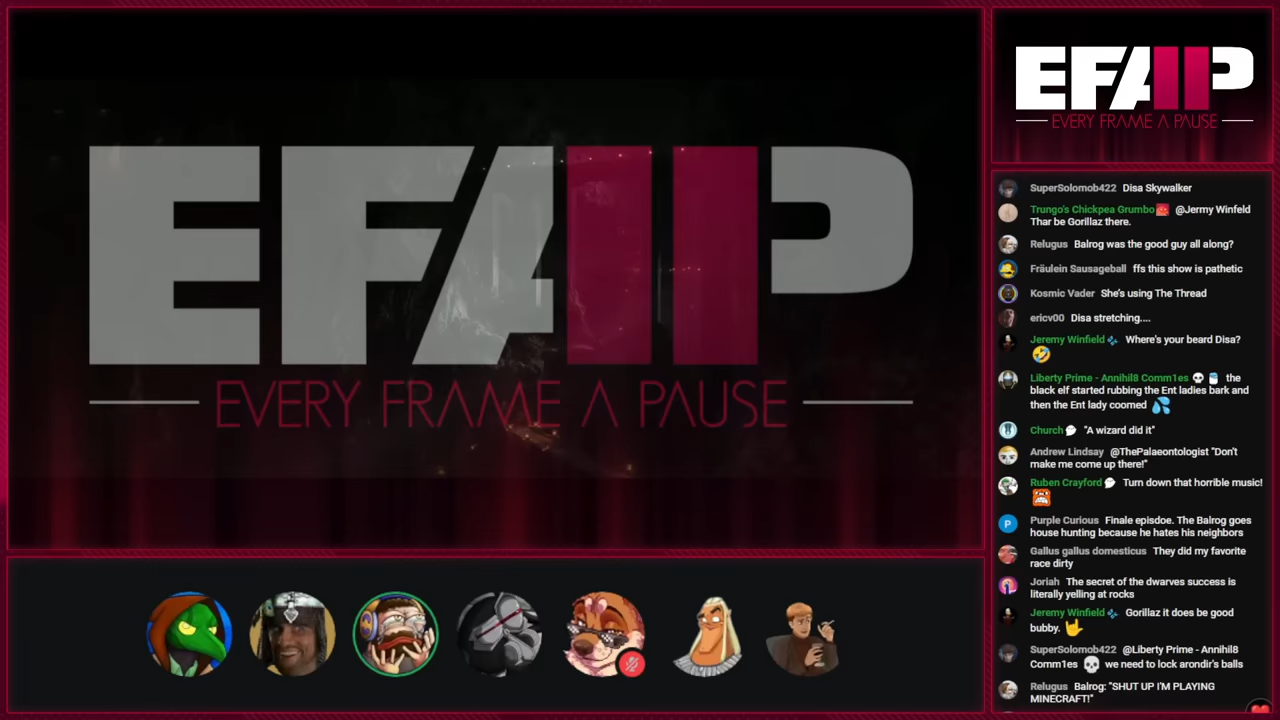 EFAP
EVERY FRAME A PAUSE
EFAP
EVERY FRAME A PAUSE
SuperSolomob422 Disa Skywalker
Trungo's Chickpea Grumbo @Jermy Winfeld
Thar be Gorillaz there.
Relugus Balrog was the good guy all along?
Fräulein Sausageball ffs this show is pathetic
Kosmic Vader She's using The Thread
ericv00 Disa stretching....
Jeremy Winfield Where's your beard Disa?
🤣
Liberty Prime - Annihil8 Comm1es 💀 🥛 the
black elf started rubbing the Ent ladies bark and
then the Ent lady coomed 💦
Church "A wizard did it"
Andrew Lindsay @ThePalaeontologist "Don't
make me come up there!"
Ruben Crayford Turn down that horrible music!
P
Purple Curious Finale episdoe. The Balrog goes
house hunting because he hates his neighbors
Gallus gallus domesticus They did my favorite
race dirty
Joriah The secret of the dwarves success is
literally yelling at rocks
Jeremy Winfield Gorillaz it does be good
bubby. 🤘
SuperSolomob422 @Liberty Prime - Annihil8
Comm1es 💀 we need to lock arondir's balls
Relugus Balrog: "SHUT UP I'M PLAYING
MINECRAFT!"